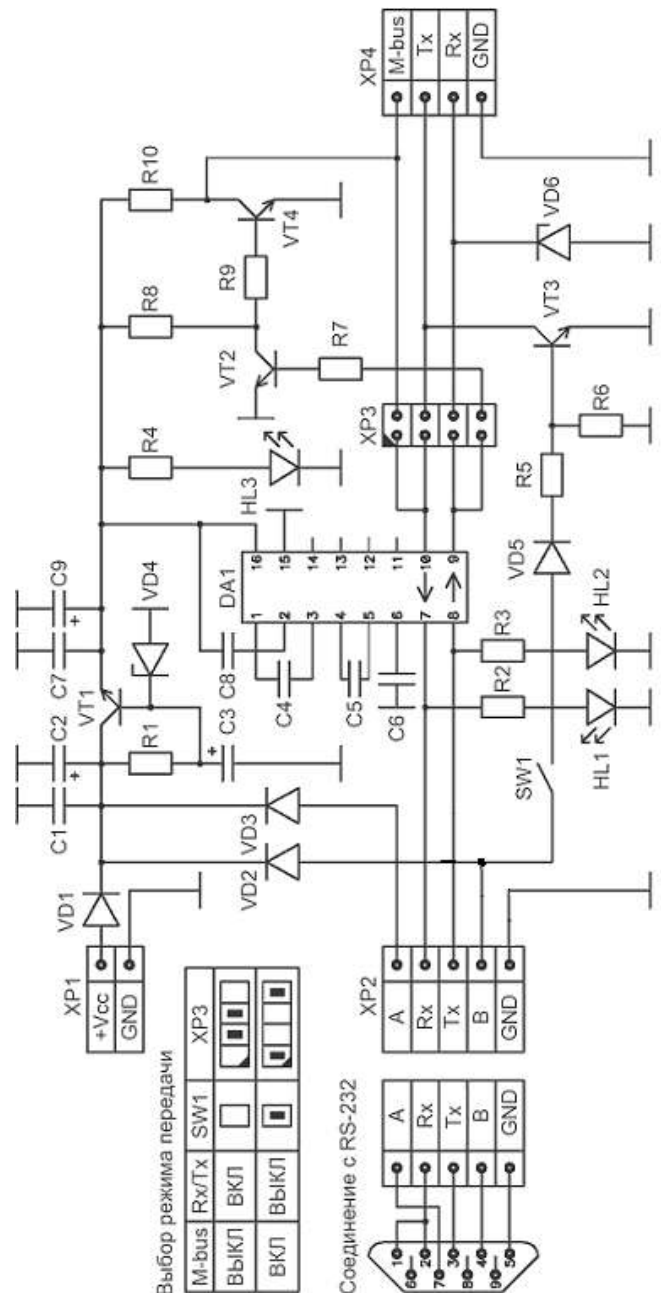 XP1
+Vcc
GND
VD1
C1
C2
+
C7
C9
+
VT1
R1
C3
+
VD4
VD2
VD3
C8
C4
C5
C6
DA1
1
2
3
4
5
6
7
8
16
15
14
13
12
11
10
9
HL3
R4
R8
R10
VT2
R9
VT4
R7
XP3
XP4
M-bus
Tx
Rx
GND
VD6
VT3
R6
R5
VD5
R2
R3
HL1
HL2
SW1
Выбор режима передачи
M-bus Rx/Tx SW1 XP3
ВЫКЛ ВКЛ
ВКЛ ВЫКЛ
Соединение с RS-232
1
2
3
4
5
6
7
8
9
A
Rx
Tx
B
GND
XP2
A
Rx
Tx
B
GND